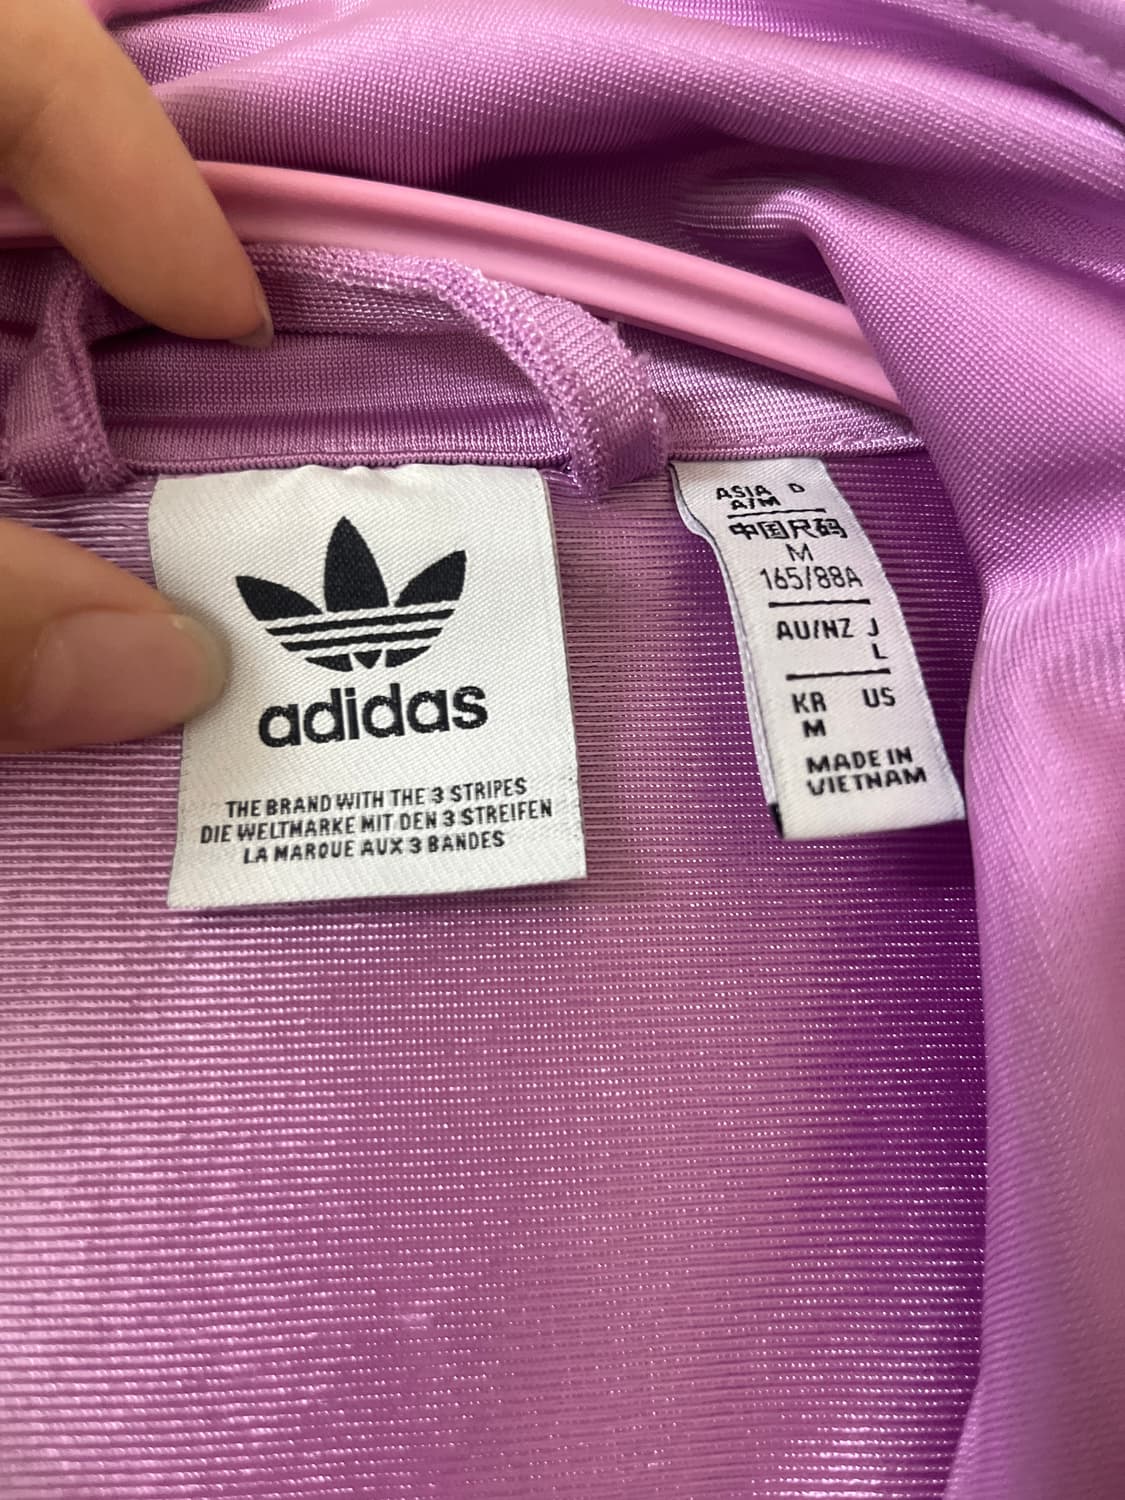 adidas
THE BRAND WITH THE 3 STRIPES
DIE WELTMARKE MIT DEN 3 STREIFEN
LA MARQUE AUX 3 BANDES
ASIA D
A/M
中国尺码
M
165/88A
AU/NZ J
L
KR US
M
MADE IN
VIETNAM